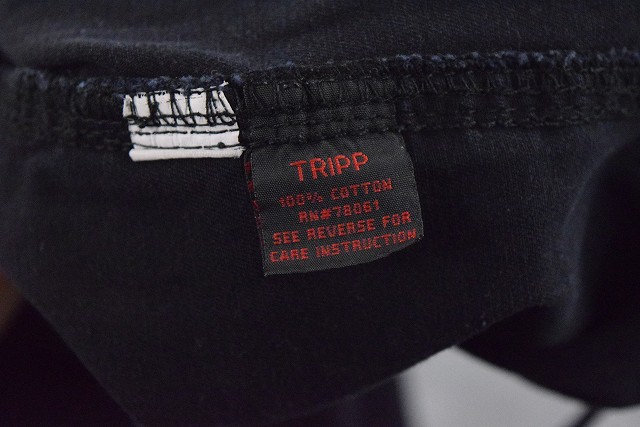 TRIPP
100% COTTON
RN#78061
SEE REVERSE FOR
CARE INSTRUCTION